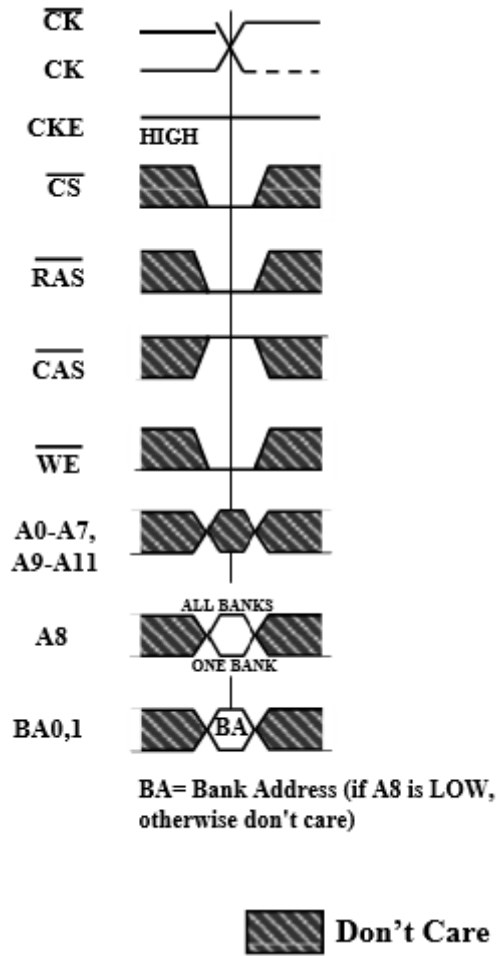 CK
CK
CKE
HIGH
CS
RAS
CAS
WE
A0-A7,
A9-A11
ALL BANKS
A8
ONE BANK
BA0,1
BA
BA= Bank Address (if A8 is LOW,
otherwise don't care)
Don't Care